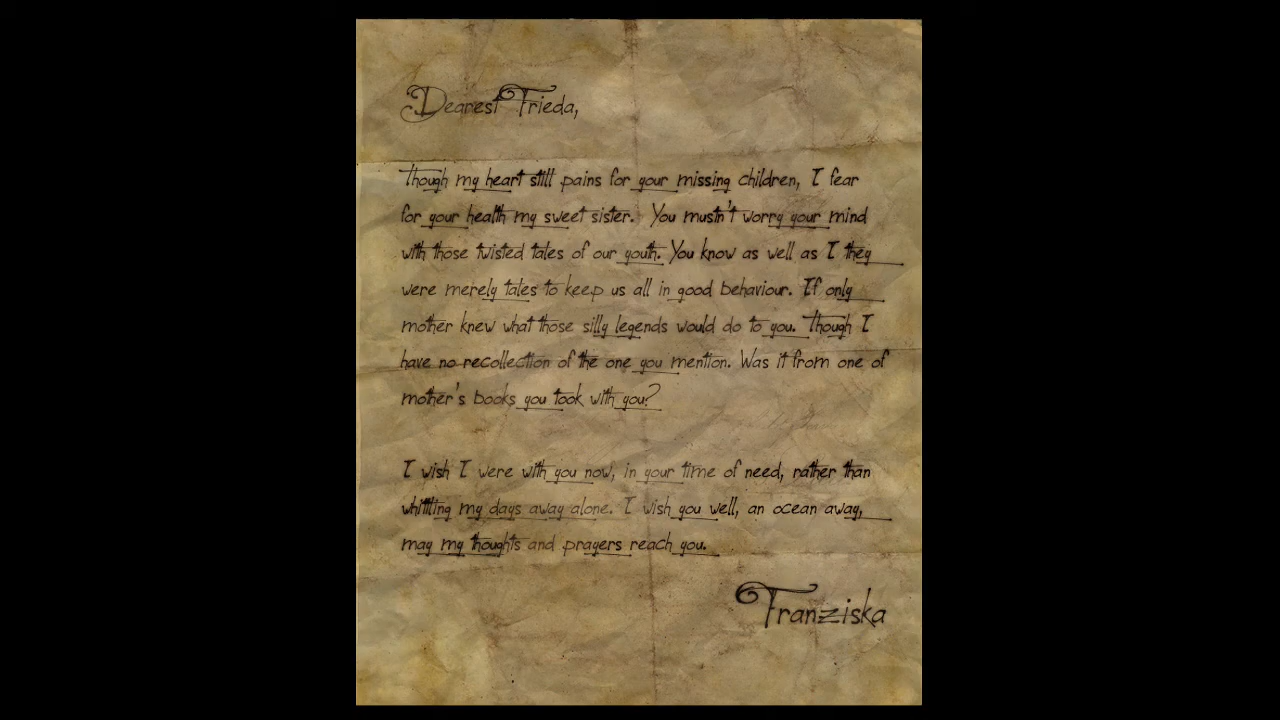 Dearest Frieda,
Though my heart still pains for your missing children, I fear
for your health my sweet sister. You mustn't worry your mind
with those twisted tales of our youth. You know as well as I they
were merely tales to keep us all in good behaviour. If only
mother knew what those silly legends would do to you. Though I
have no recollection of the one you mention. Was it from one of
mother's books you took with you?
I wish I were with you now, in your time of need, rather than
whittling my days away alone. I wish you well, an ocean away,
may my thoughts and prayers reach you.
Franziska